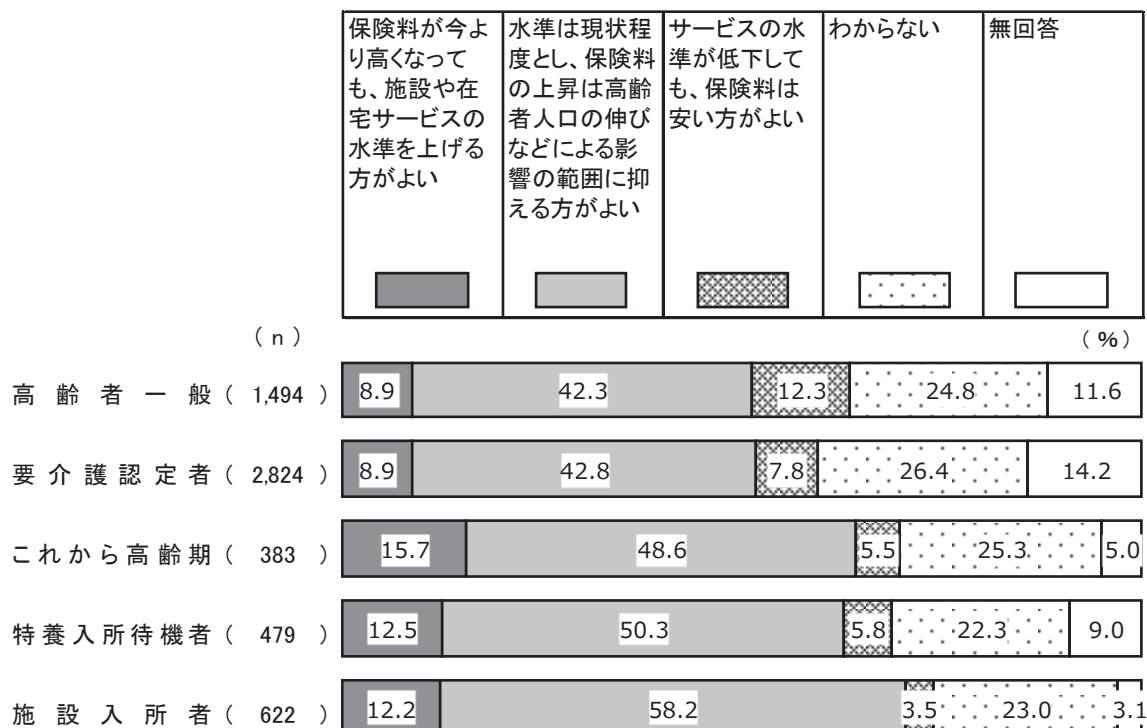 保険料が今よ
り高くなって
も、施設や在
宅サービスの
水準を上げる
方がよい
水準は現状程
度とし、保険料
の上昇は高齢
者人口の伸び
などによる影
響の範囲に抑
える方がよい
サービスの水
準が低下して
も、保険料は
安い方がよい
わからない
無回答
(n)
(%)
高齢者一般(1,494) 8.9 42.3 12.3 24.8 11.6
要介護認定者(2,824) 8.9 42.8 7.8 26.4 14.2
これから高齢期(383) 15.7 48.6 5.5 25.3 5.0
特養入所待機者(479) 12.5 50.3 5.8 22.3 9.0
施設入所者(622) 12.2 58.2 3.5 23.0